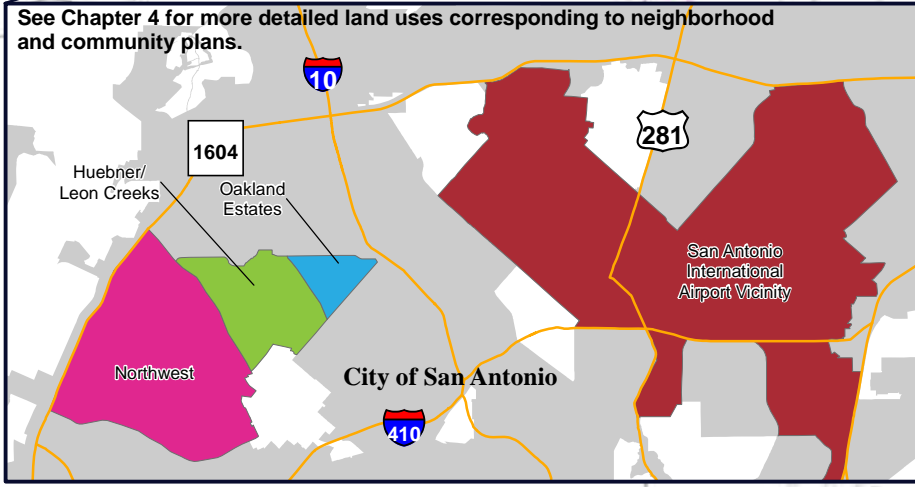 See Chapter 4 for more detailed land uses corresponding to neighborhood
and community plans.
10
281
1604
Huebner/
Leon Creeks
Oakland
Estates
San Antonio
International
Airport Vicinity
Northwest
City of San Antonio
410